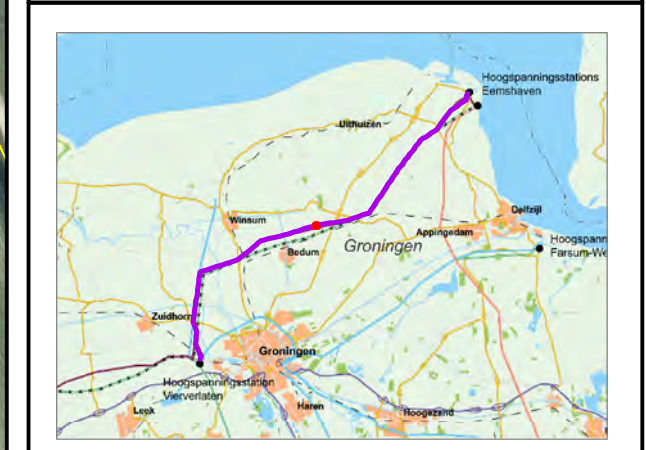 Hoogspanningsstations
Eemshaven
Uithuizen
Winsum
Delfzijl
Appingedam
Groningen
Bedum
Hoogspann
Farsum-We
Zuidhorn
Groningen
Hoogspanningsstation
Vierverlaten
Leek
Haren
Hoogezand